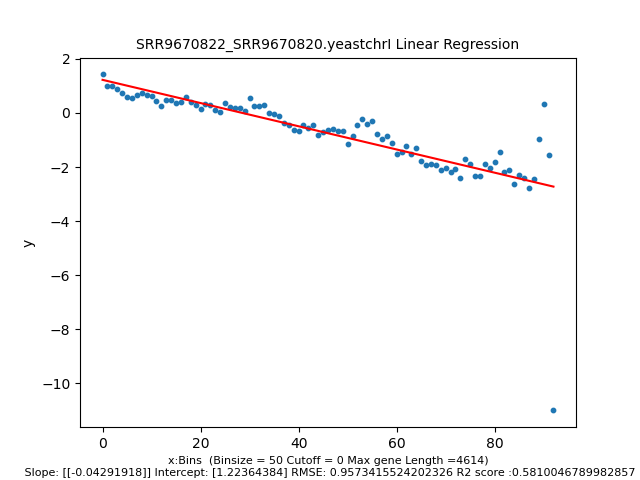 SRR9670822_SRR9670820.yeastchrI Linear Regression
2
0
−2
−4
−6
−8
−10
y
0 20 40 60 80
x:Bins (Binsize = 50 Cutoff = 0 Max gene Length =4614)
Slope: [[-0.04291918]] Intercept: [1.22364384] RMSE: 0.9573415524202326 R2 score :0.5810046789982857